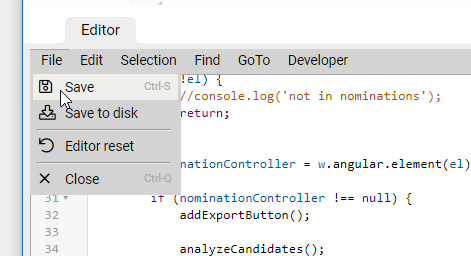 Editor
File Edit Selection Find GoTo Developer
!el) {
Save Ctrl-S
//console.log('not in nominations');
Save to disk
return;
Editor reset
nationController = w.angular.element(el)
Close Ctrl-Q
31 if (nominationController !== null) {
32 addExportButton();
33
34 analyzeCandidates();